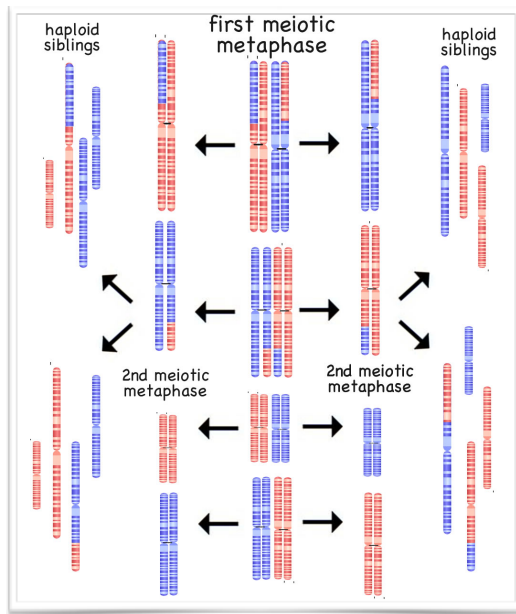 haploid
siblings
first meiotic
metaphase
haploid
siblings
2nd meiotic
metaphase
2nd meiotic
metaphase